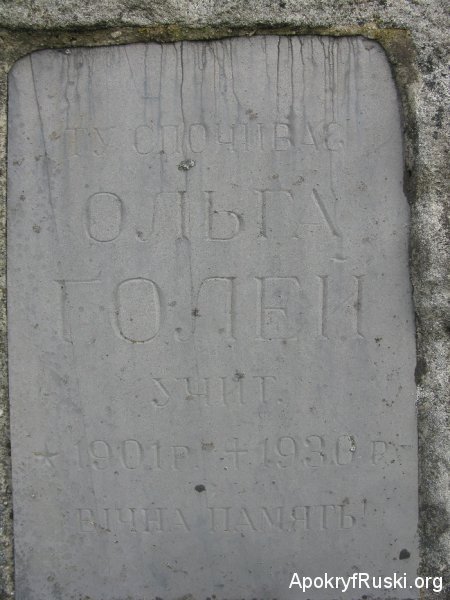 ТУ СПОЧИВАЄ
ОЛЬГА
ГОЛЕЙ
УЧИТ.
* 1901 Р + 1930 Р.
ВІЧНА ПАМЯТЬ!
ApokryfRuski.org